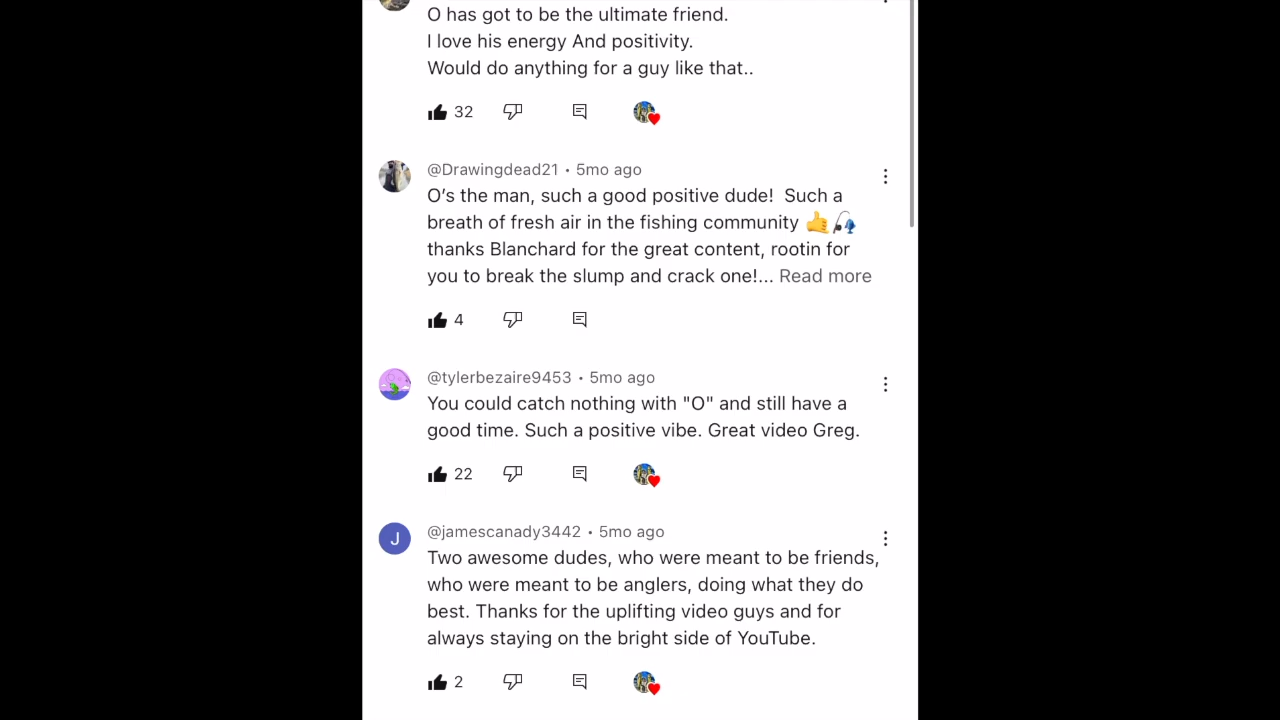 O has got to be the ultimate friend.
I love his energy And positivity.
Would do anything for a guy like that..
32
@Drawingdead21 • 5mo ago
O’s the man, such a good positive dude!  Such a
breath of fresh air in the fishing community 🤙🎣
thanks Blanchard for the great content, rootin for
you to break the slump and crack one!... Read more
4
@tylerbezaire9453 • 5mo ago
You could catch nothing with "O" and still have a
good time. Such a positive vibe. Great video Greg.
22
J
@jamescanady3442 • 5mo ago
Two awesome dudes, who were meant to be friends,
who were meant to be anglers, doing what they do
best. Thanks for the uplifting video guys and for
always staying on the bright side of YouTube.
2